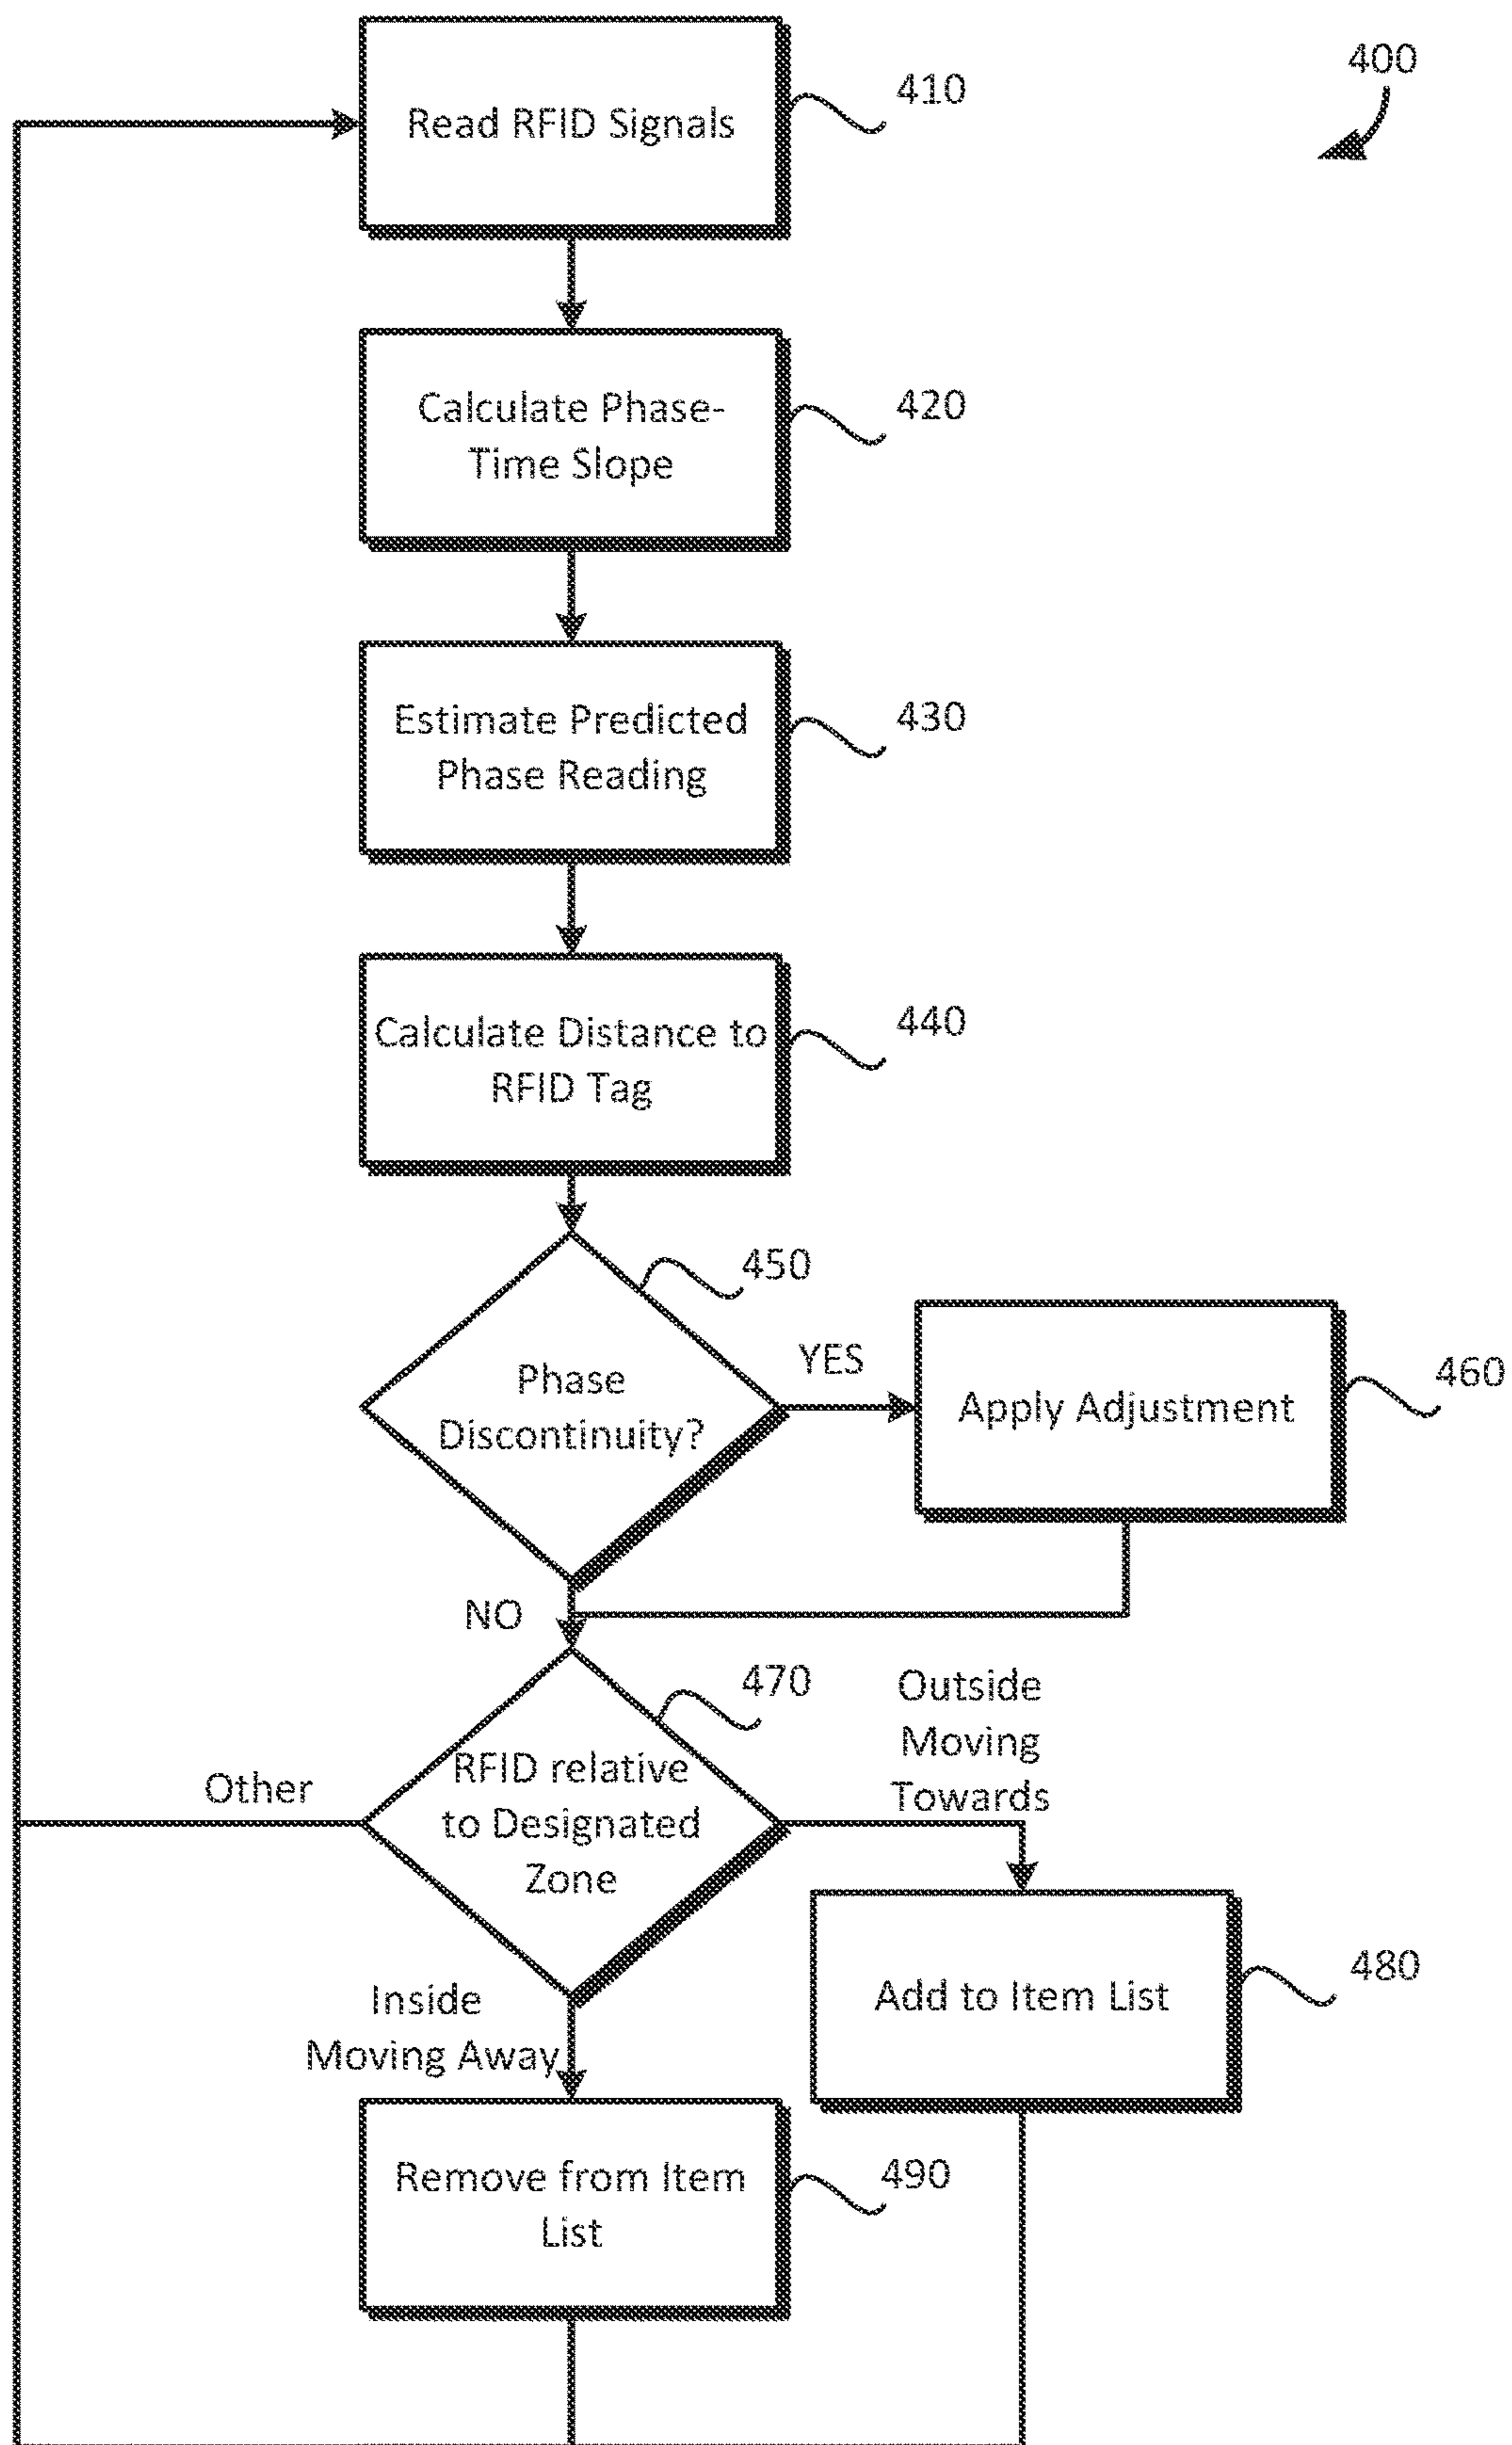 400
Read RFID Signals
410
Calculate Phase-
Time Slope
420
Estimate Predicted
Phase Reading
430
Calculate Distance to
RFID Tag
440
450
Phase
Discontinuity?
YES
Apply Adjustment
460
NO
470
RFID relative
to Designated
Zone
Other
Outside
Moving
Towards
Add to Item List
480
Inside
Moving Away
Remove from Item
List
490